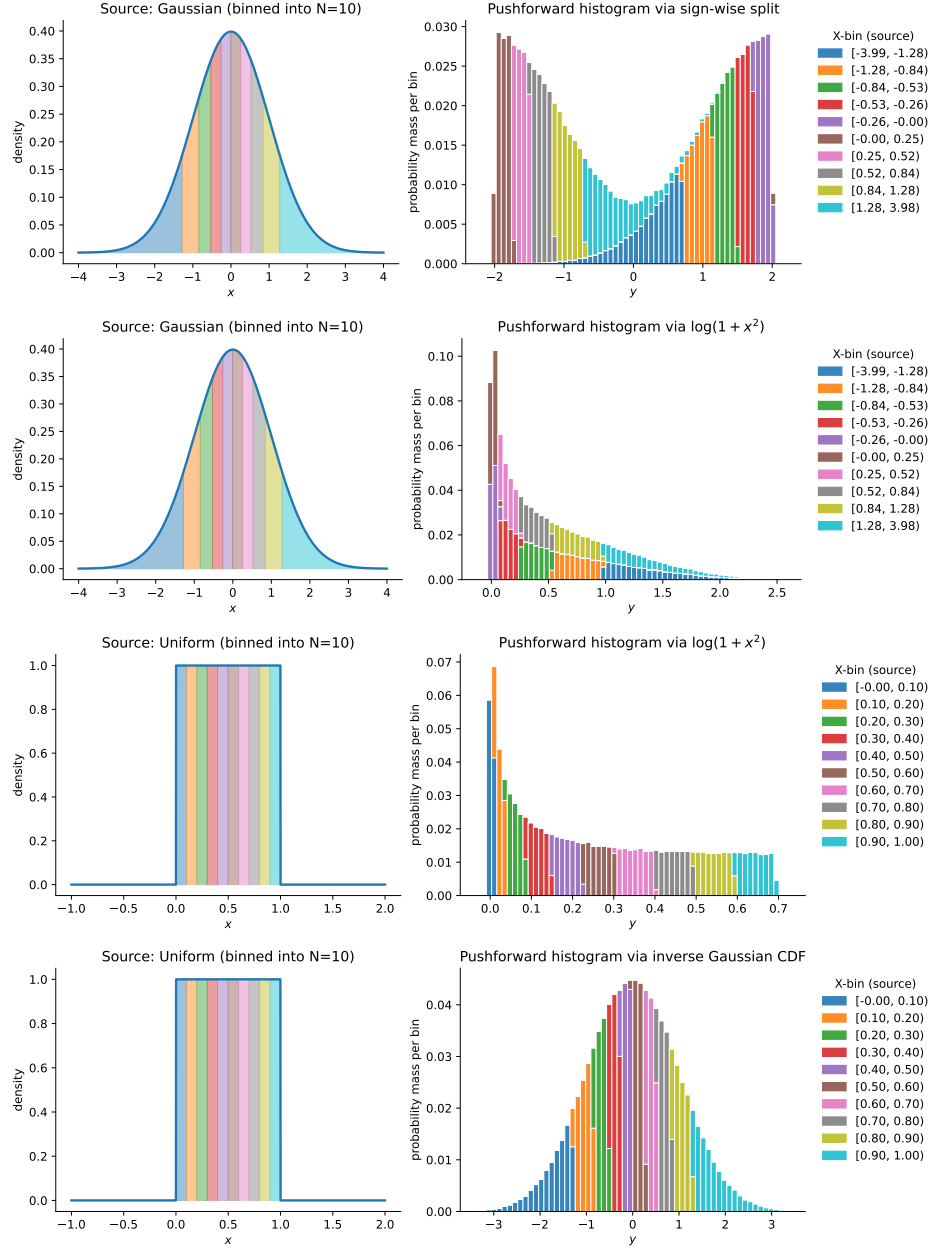 Source: Gaussian (binned into N=10)
0.40
0.35
0.30
0.25
0.20
0.15
0.10
0.05
0.00
density
−4 −3 −2 −1 0 1 2 3 4
x
Pushforward histogram via sign-wise split
0.030
0.025
0.020
0.015
0.010
0.005
0.000
probability mass per bin
−2 −1 0 1 2
y
X-bin (source)
[-3.99, -1.28)
[-1.28, -0.84)
[-0.84, -0.53)
[-0.53, -0.26)
[-0.26, -0.00)
[-0.00, 0.25)
[0.25, 0.52)
[0.52, 0.84)
[0.84, 1.28)
[1.28, 3.98)
Source: Gaussian (binned into N=10)
0.40
0.35
0.30
0.25
0.20
0.15
0.10
0.05
0.00
density
−4 −3 −2 −1 0 1 2 3 4
x
Pushforward histogram via log(1 + x²)
0.10
0.08
0.06
0.04
0.02
0.00
probability mass per bin
0.0 0.5 1.0 1.5 2.0 2.5
y
X-bin (source)
[-3.99, -1.28)
[-1.28, -0.84)
[-0.84, -0.53)
[-0.53, -0.26)
[-0.26, -0.00)
[-0.00, 0.25)
[0.25, 0.52)
[0.52, 0.84)
[0.84, 1.28)
[1.28, 3.98)
Source: Uniform (binned into N=10)
1.0
0.8
0.6
0.4
0.2
0.0
density
−1.0 −0.5 0.0 0.5 1.0 1.5 2.0
x
Pushforward histogram via log(1 + x²)
0.07
0.06
0.05
0.04
0.03
0.02
0.01
0.00
probability mass per bin
0.0 0.1 0.2 0.3 0.4 0.5 0.6 0.7
y
X-bin (source)
[-0.00, 0.10)
[0.10, 0.20)
[0.20, 0.30)
[0.30, 0.40)
[0.40, 0.50)
[0.50, 0.60)
[0.60, 0.70)
[0.70, 0.80)
[0.80, 0.90)
[0.90, 1.00)
Source: Uniform (binned into N=10)
1.0
0.8
0.6
0.4
0.2
0.0
density
−1.0 −0.5 0.0 0.5 1.0 1.5 2.0
x
Pushforward histogram via inverse Gaussian CDF
0.04
0.03
0.02
0.01
0.00
probability mass per bin
−3 −2 −1 0 1 2 3
y
X-bin (source)
[-0.00, 0.10)
[0.10, 0.20)
[0.20, 0.30)
[0.30, 0.40)
[0.40, 0.50)
[0.50, 0.60)
[0.60, 0.70)
[0.70, 0.80)
[0.80, 0.90)
[0.90, 1.00)